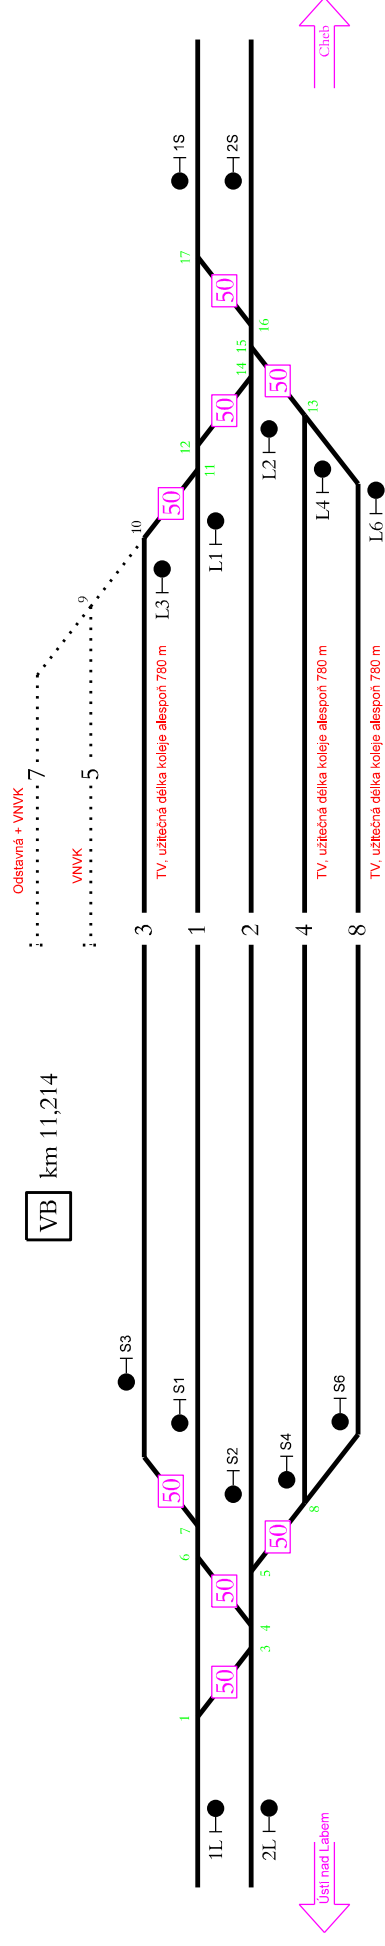 Odstavná + VNVK
7
VB km 11,214
VNVK
9
5
S3
10
3
TV, užitečná délka koleje alespoň 780 m
L3
50 50
S1 1S
1 6 7 12 17
1
11
1L L1
50 50 50 50
S2 2S
14 15
2
3 4 5 16
2L L2
50 50
S4
4
8 13
TV, užitečná délka koleje alespoň 780 m
L4
Ústí nad Labem
Cheb
S6
8
TV, užitečná délka koleje alespoň 780 m
L6